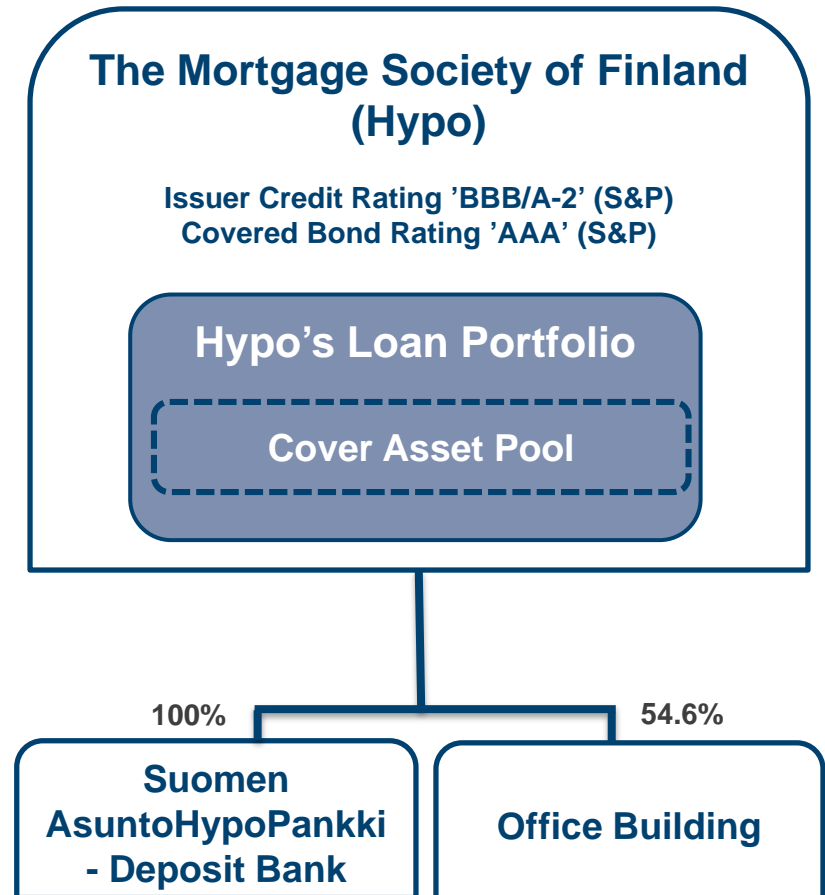 The Mortgage Society of Finland
(Hypo)
Issuer Credit Rating ’BBB/A-2’ (S&P)
Covered Bond Rating ’AAA’ (S&P)
Hypo’s Loan Portfolio
Cover Asset Pool
100%
54.6%
Suomen
AsuntoHypoPankki
- Deposit Bank
Office Building